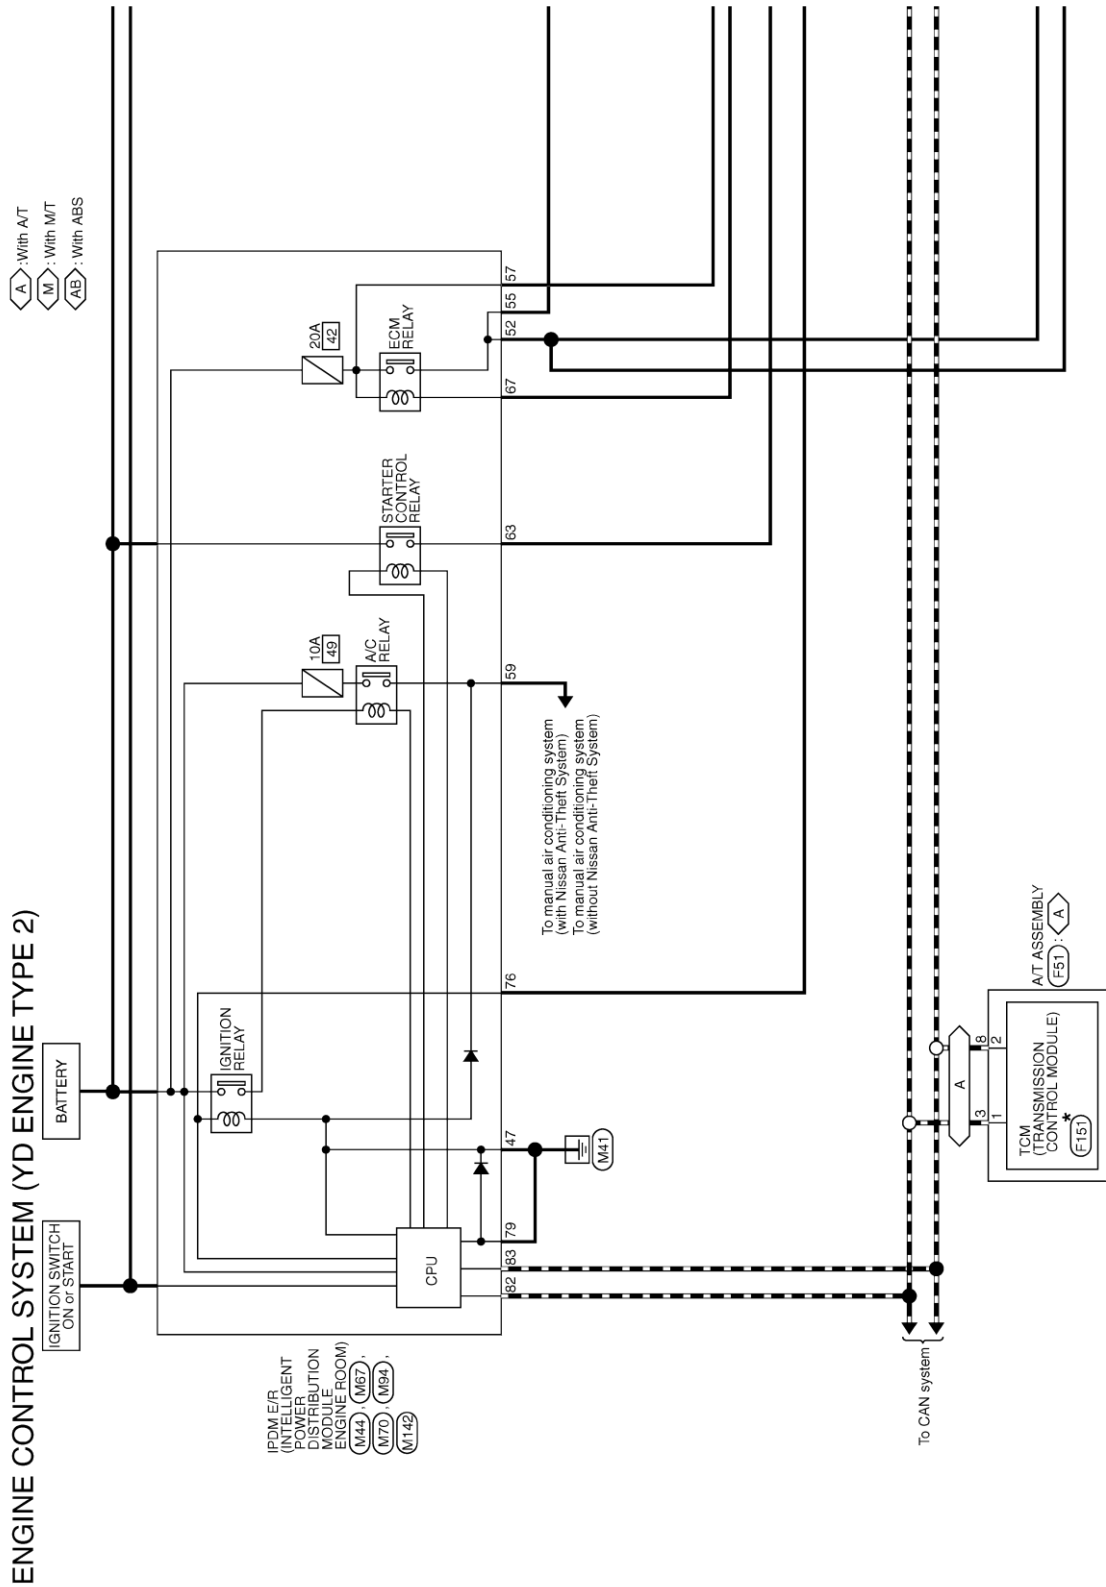 ENGINE CONTROL SYSTEM (YD ENGINE TYPE 2)
IGNITION SWITCH
ON or START
BATTERY
A : With A/T
M : With M/T
AB : With ABS
IPDM E/R
(INTELLIGENT
POWER
DISTRIBUTION
MODULE
ENGINE ROOM)
M44 , M67 ,
M70 , M94 ,
M142
CPU
IGNITION
RELAY
10A
49
A/C
RELAY
STARTER
CONTROL
RELAY
20A
42
ECM
RELAY
82
83
79
47
76
59
63
67
52
55
57
M41
To manual air conditioning system
(with Nissan Anti-Theft System)
To manual air conditioning system
(without Nissan Anti-Theft System)
To CAN system
A
3
8
1
2
TCM
(TRANSMISSION
CONTROL MODULE)
*
F151
A/T ASSEMBLY
F51 : A